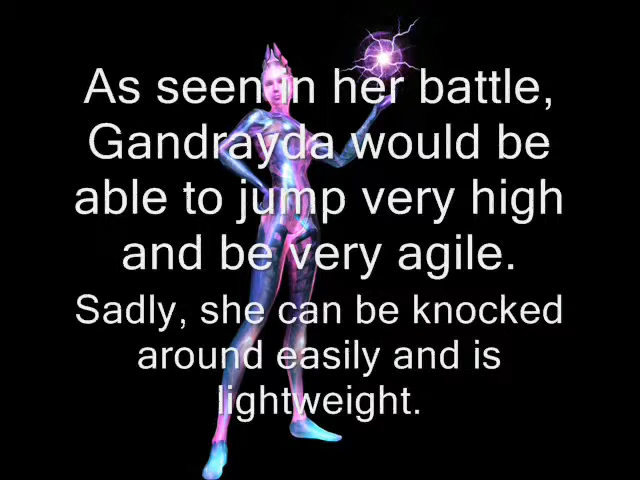 As seen in her battle,
Gandrayda would be
able to jump very high
and be very agile.
Sadly, she can be knocked
around easily and is
lightweight.